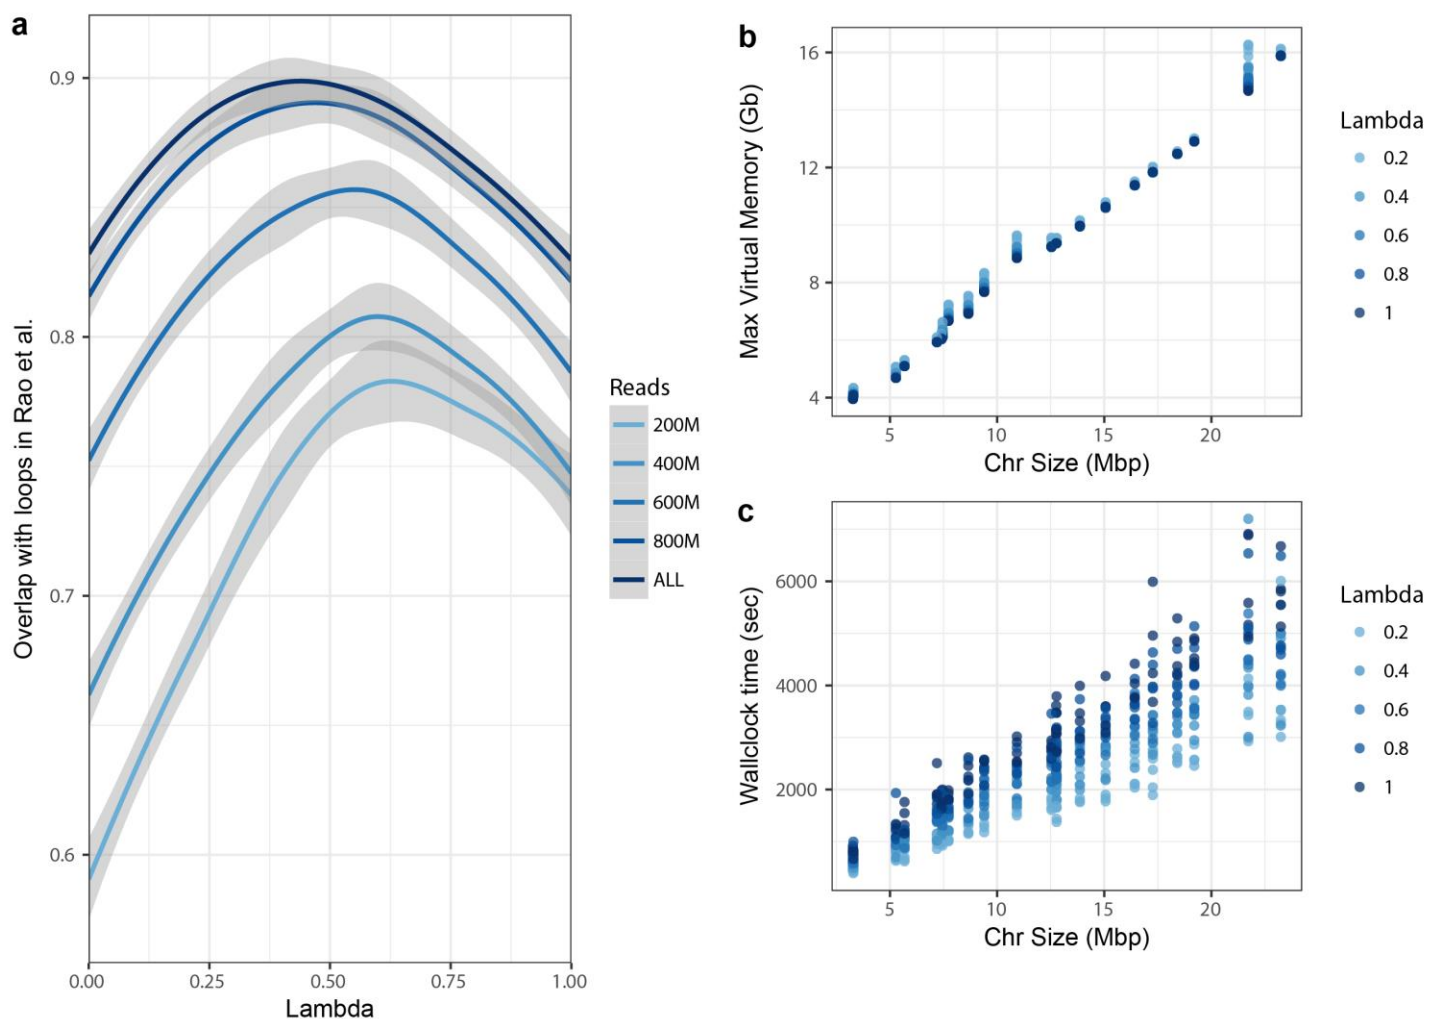 a
Overlap with loops in Rao et al.
0.9
0.8
0.7
0.6
0.00 0.25 0.50 0.75 1.00
Lambda
Reads
200M
400M
600M
800M
ALL
b
Max Virtual Memory (Gb)
16
12
8
4
5 10 15 20
Chr Size (Mbp)
Lambda
0.2
0.4
0.6
0.8
1
c
Wallclock time (sec)
6000
4000
2000
5 10 15 20
Chr Size (Mbp)
Lambda
0.2
0.4
0.6
0.8
1